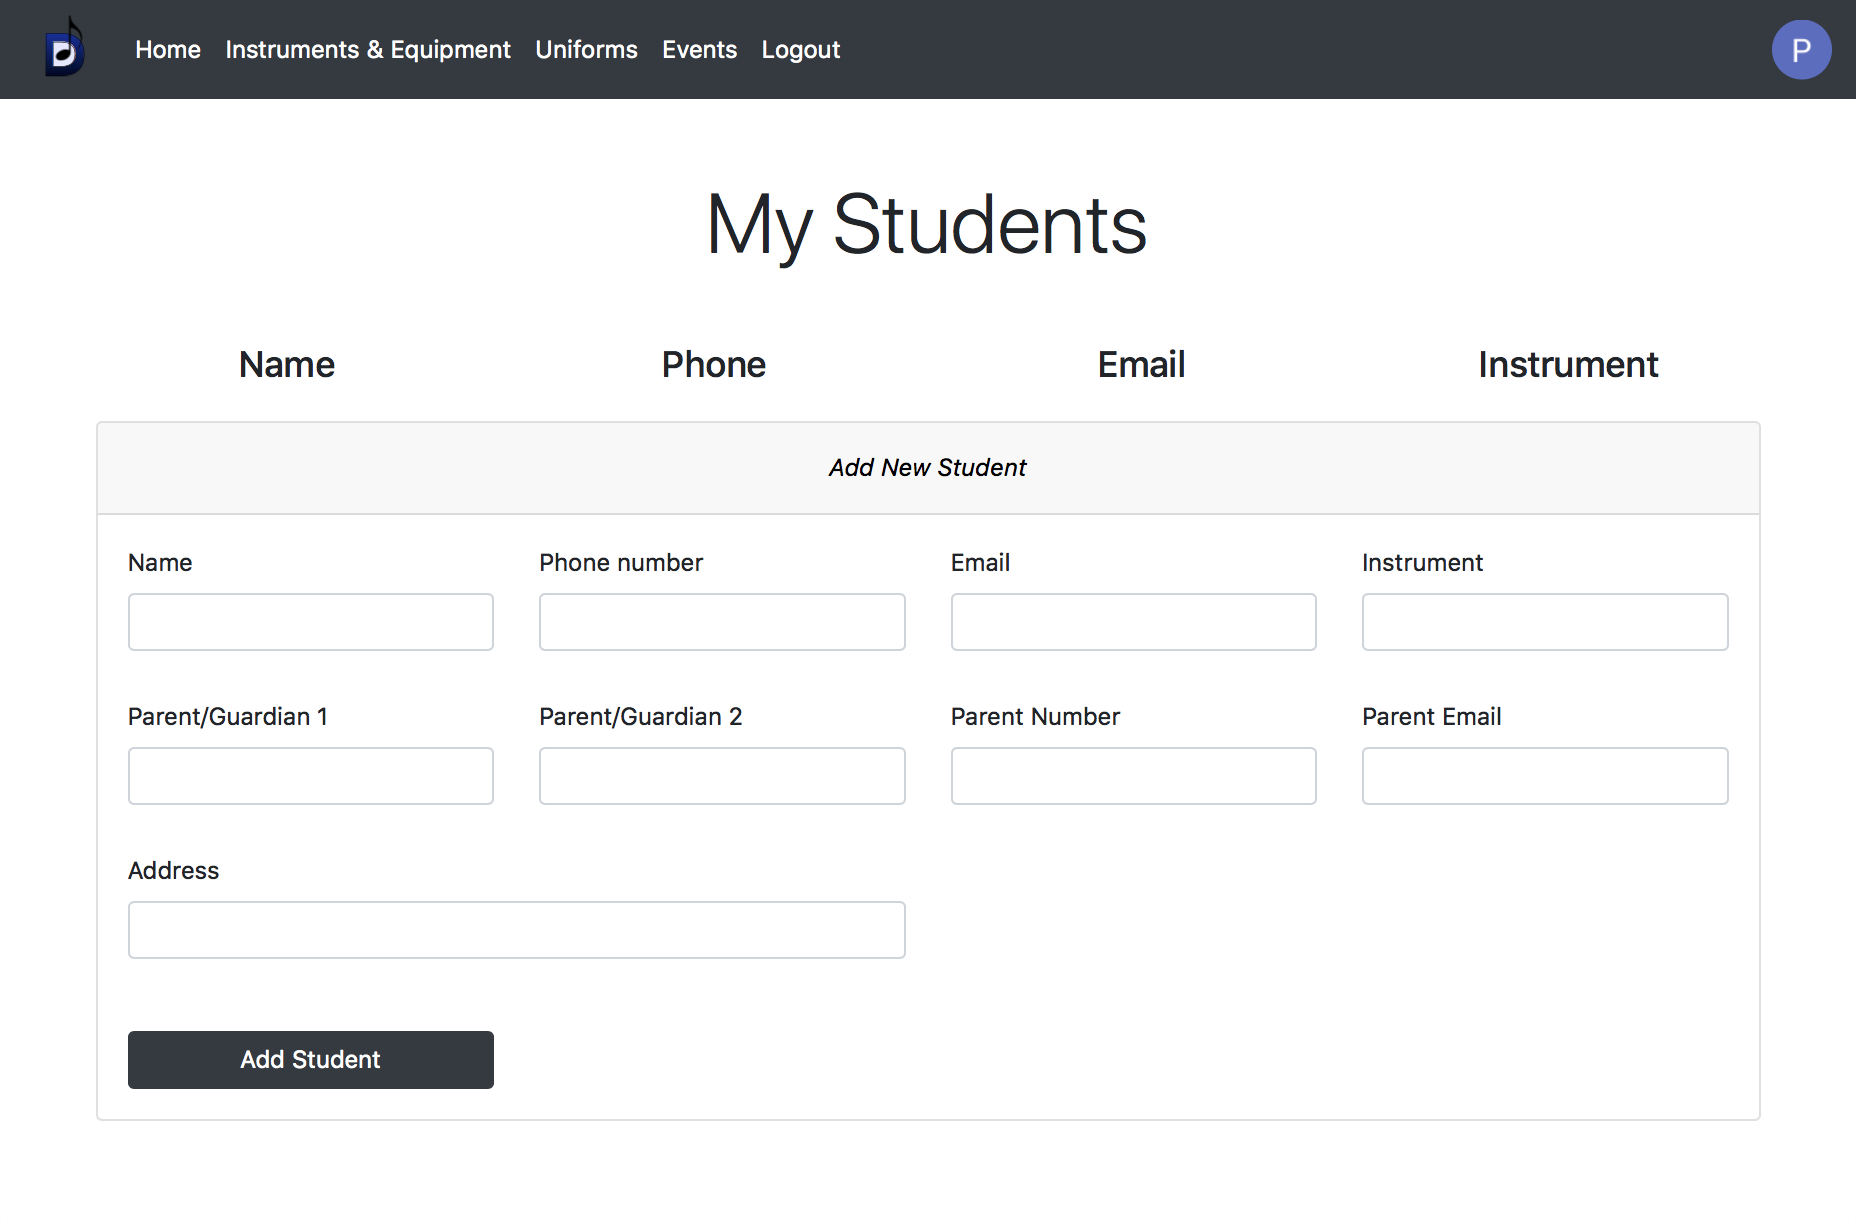 D Home Instruments & Equipment Uniforms Events Logout P
My Students
Name Phone Email Instrument
Add New Student
Name Phone number Email Instrument
Parent/Guardian 1 Parent/Guardian 2 Parent Number Parent Email
Address
Add Student